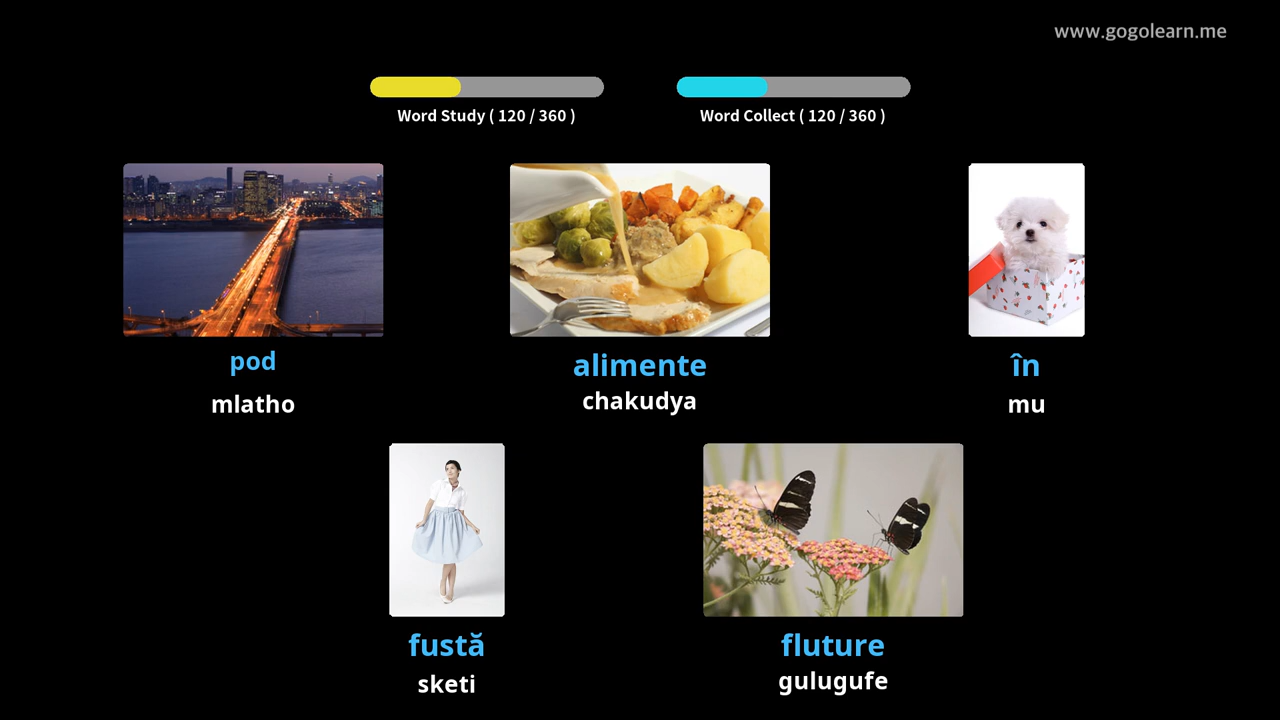 www.gogolearn.me
Word Study ( 120 / 360 )
Word Collect ( 120 / 360 )
pod
mlatho
alimente
chakudya
în
mu
fustă
sketi
fluture
gulugufe